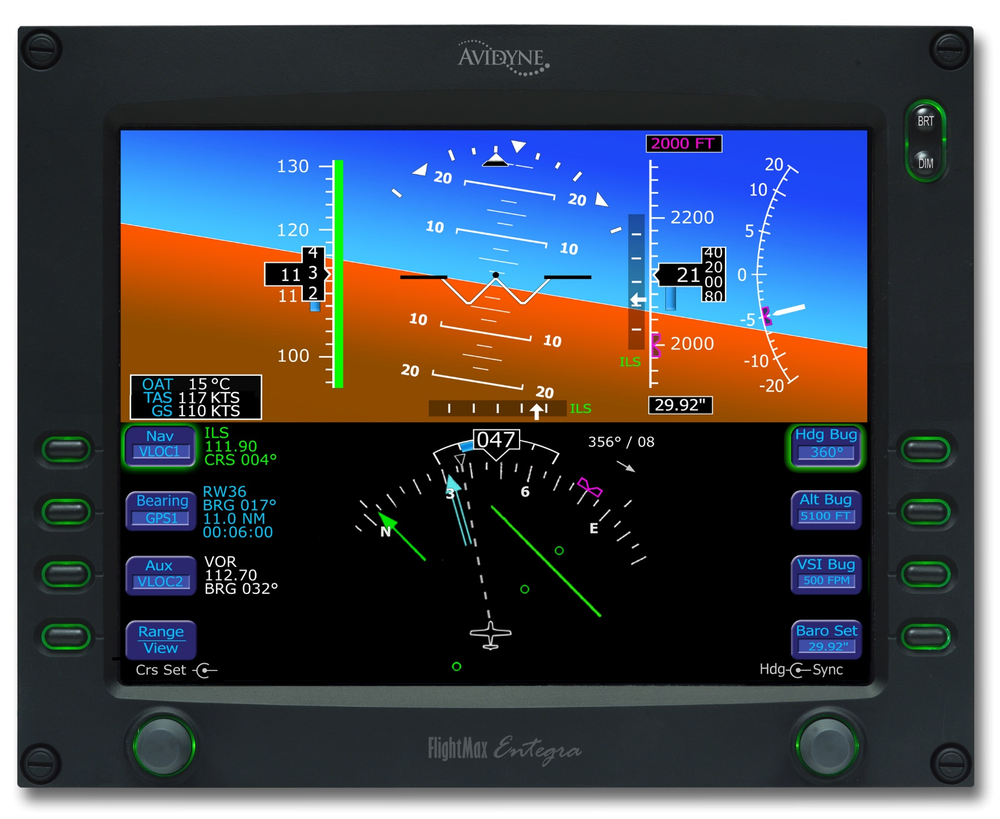 AVIDYNE
BRT
DIM
2000 FT
130
120
11
100
4
11 3
2
20 20
10 10
10 10
20 20
2200
2000
40
21 20
00
80
20
10
5
0
-5
-10
-20
ILS
ILS
29.92"
OAT 15 °C
TAS 117 KTS
GS 110 KTS
Nav
VLOC1
ILS
111.90
CRS 004°
Bearing
GPS1
RW36
BRG 017°
11.0 NM
00:06:00
Aux
VLOC2
VOR
112.70
BRG 032°
Range
View
Crs Set
047
356° / 08
N 3 6 E
Hdg Bug
360°
Alt Bug
5100 FT
VSI Bug
500 FPM
Baro Set
29.92"
Hdg Sync
FlightMax Entegra